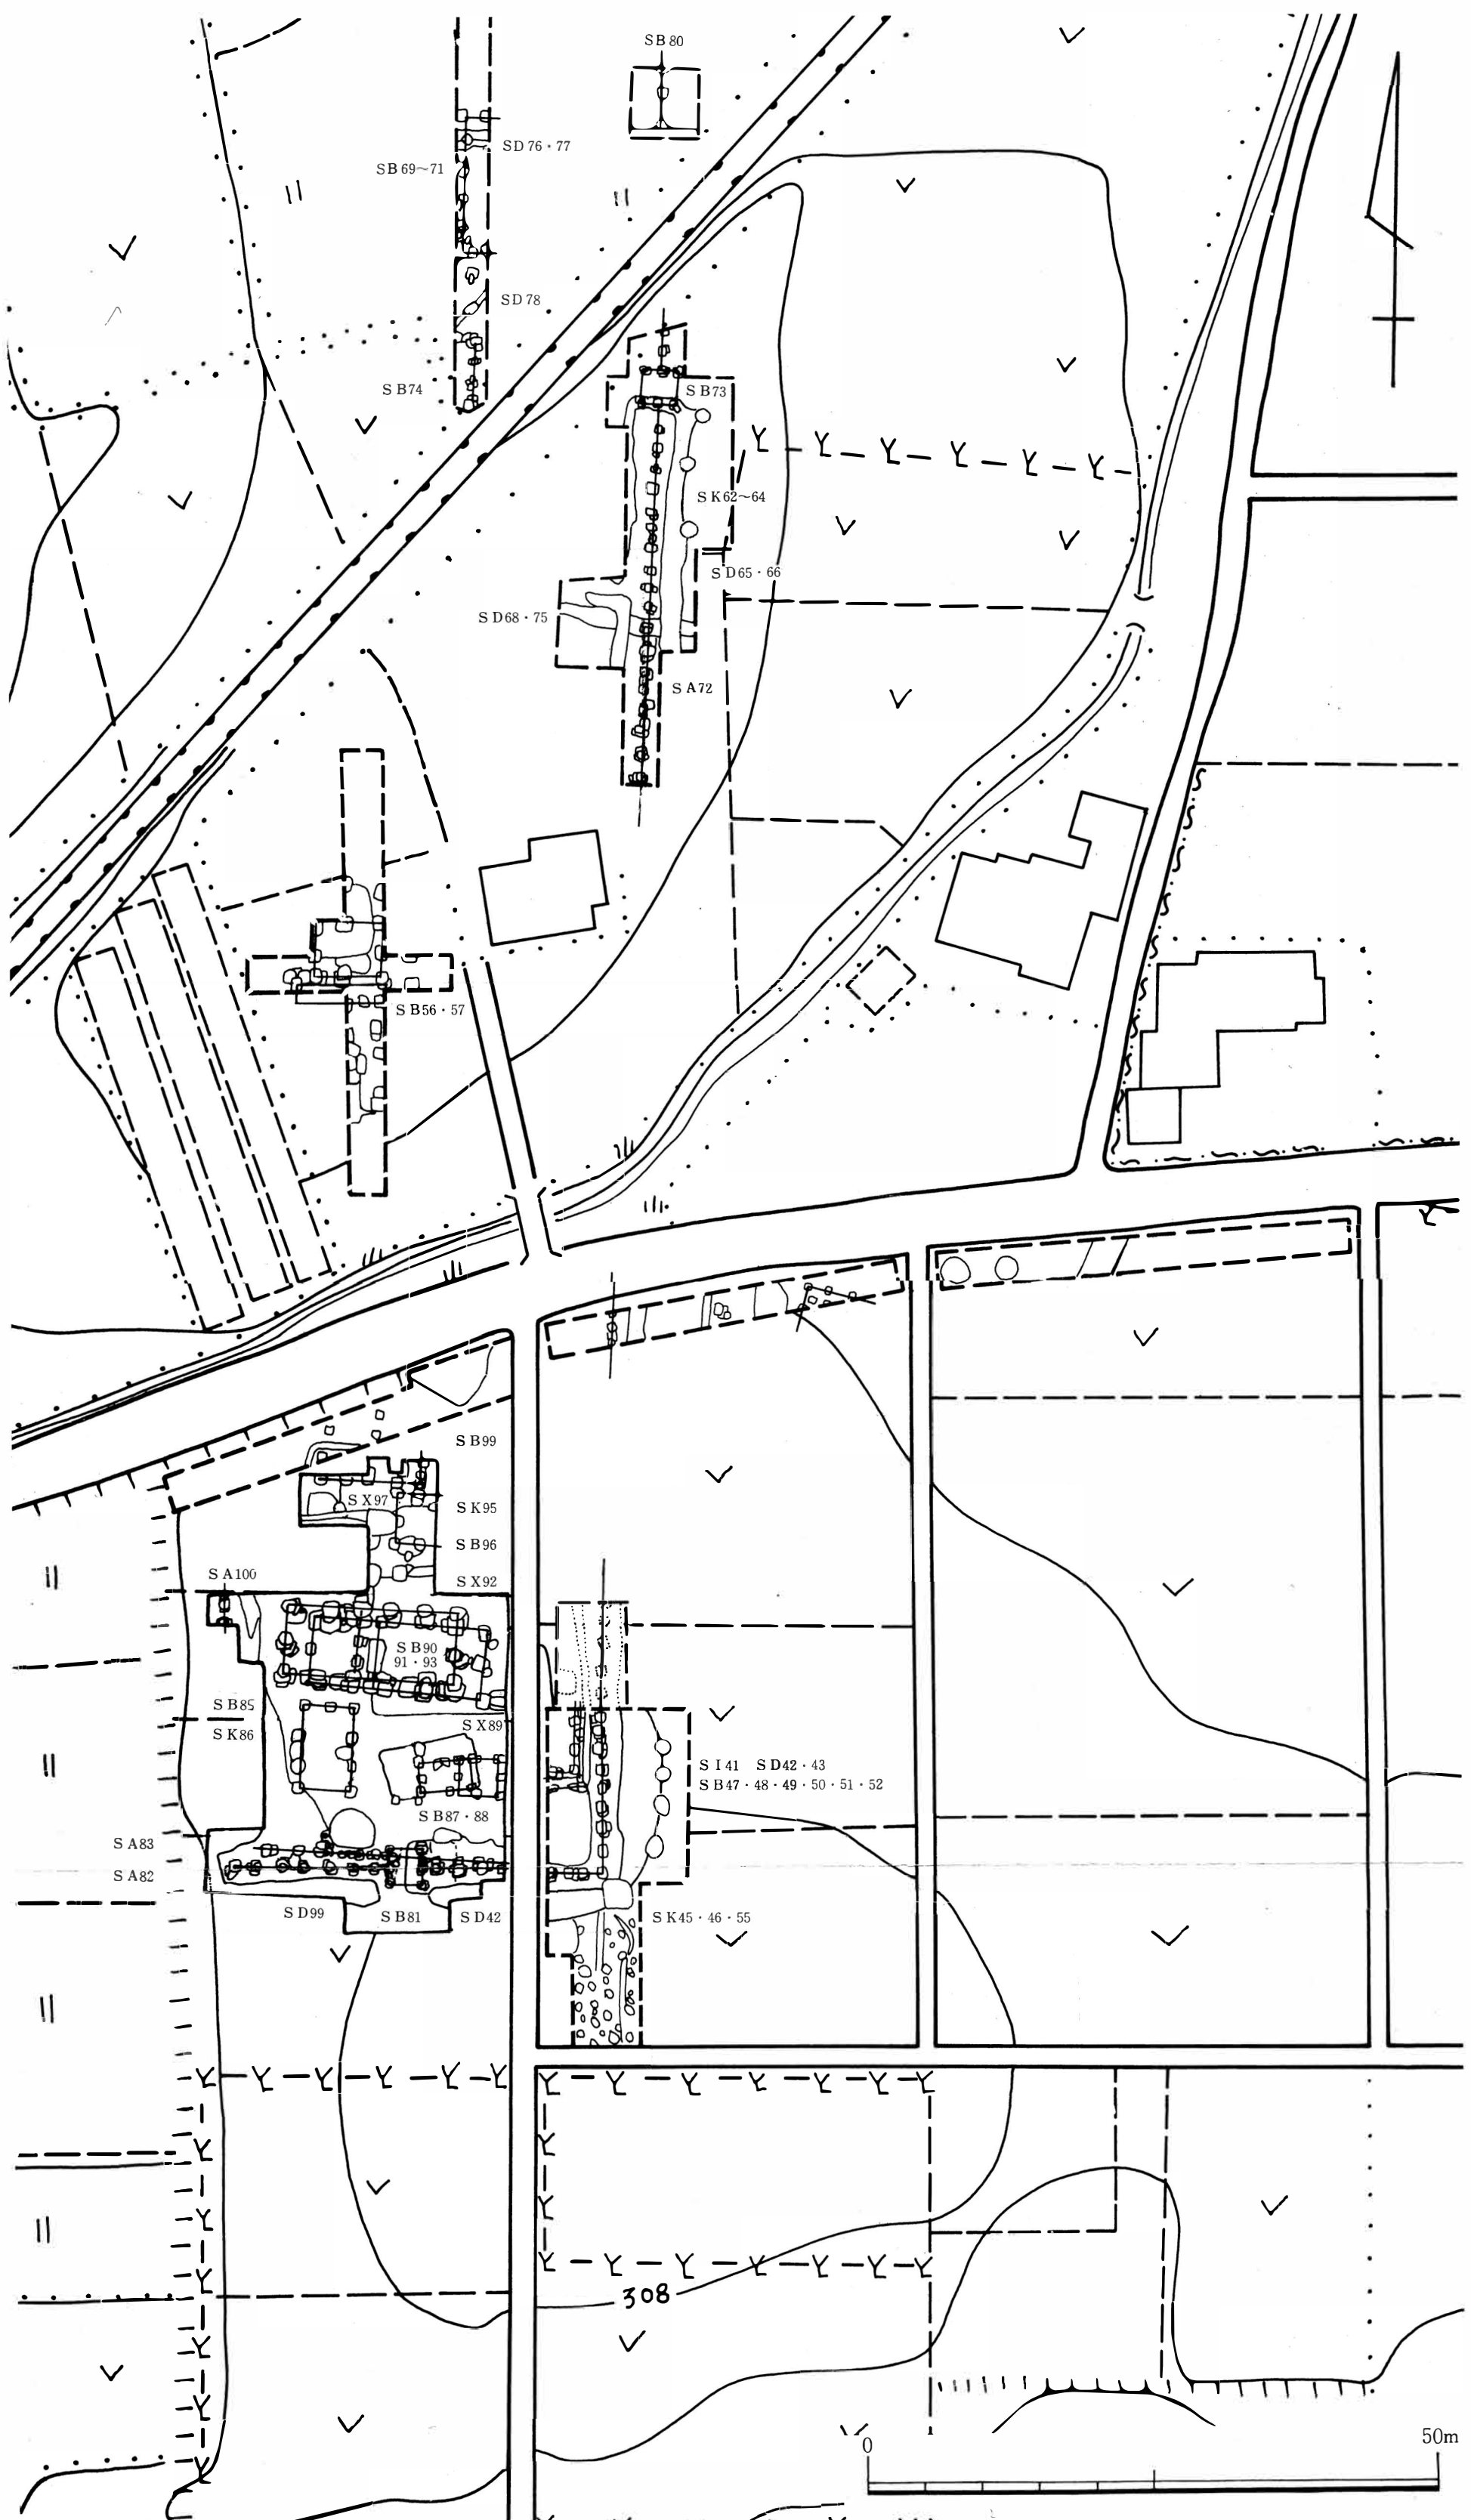 SB80
SD76・77
SB69～71
SD78
SB74
SB73
SK62～64
SD65・66
SD68・75
SA72
SB56・57
SB99
SX97
SK95
SB96
SX92
SA100
SB90
91・93
SB85
SK86
SX89
SI41 SD42・43
SB47・48・49・50・51・52
SB87・88
SA83
SA82
SD99
SB81
SD42
SK45・46・55
308
0
50m